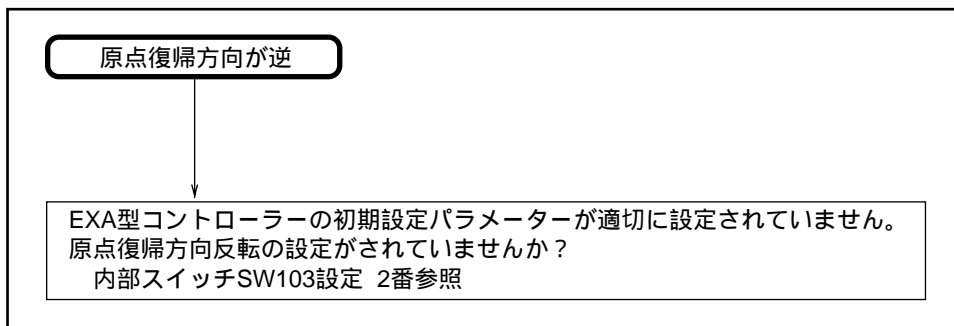 原点復帰方向が逆
EXA型コントローラーの初期設定パラメーターが適切に設定されていません。
原点復帰方向反転の設定がされていませんか？
内部スイッチSW103設定 2番参照